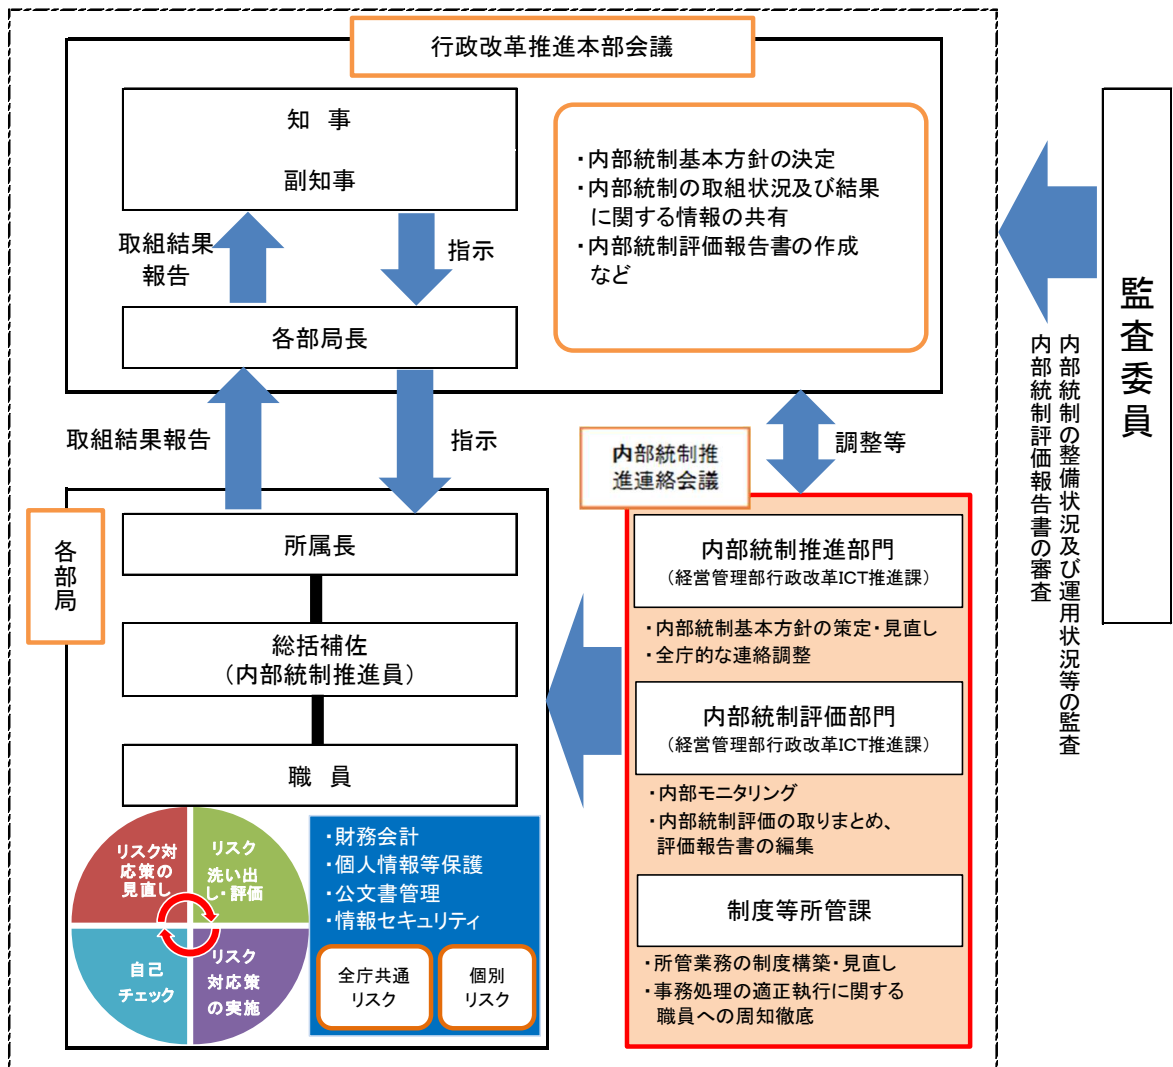 行政改革推進本部会議
知　事
副知事
・内部統制基本方針の決定
・内部統制の取組状況及び結果
に関する情報の共有
・内部統制評価報告書の作成
など
取組結果
報告
指示
各部局長
取組結果報告
指示
調整等
内部統制推
進連絡会議
各部局
所属長
総括補佐
（内部統制推進員）
職　員
リスク対
応策の
見直し
リスク
洗い出
し・評価
自己
チェック
リスク
対応策
の実施
・財務会計
・個人情報等保護
・公文書管理
・情報セキュリティ
全庁共通
リスク
個別
リスク
内部統制推進部門
（経営管理部行政改革ICT推進課）
・内部統制基本方針の策定・見直し
・全庁的な連絡調整
内部統制評価部門
（経営管理部行政改革ICT推進課）
・内部モニタリング
・内部統制評価の取りまとめ、
評価報告書の編集
制度等所管課
・所管業務の制度構築・見直し
・事務処理の適正執行に関する
職員への周知徹底
監査委員
内部統制の整備状況及び運用状況等の監査
内部統制評価報告書の審査